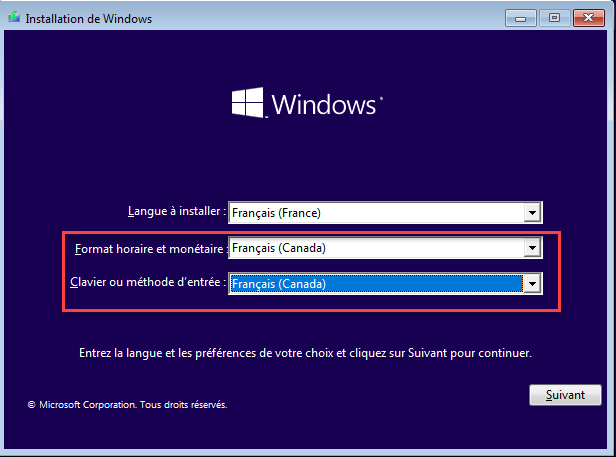 Installation de Windows
Windows
Langue à installer : Français (France)
Format horaire et monétaire : Français (Canada)
Clavier ou méthode d'entrée : Français (Canada)
Entrez la langue et les préférences de votre choix et cliquez sur Suivant pour continuer.
Suivant
© Microsoft Corporation. Tous droits réservés.